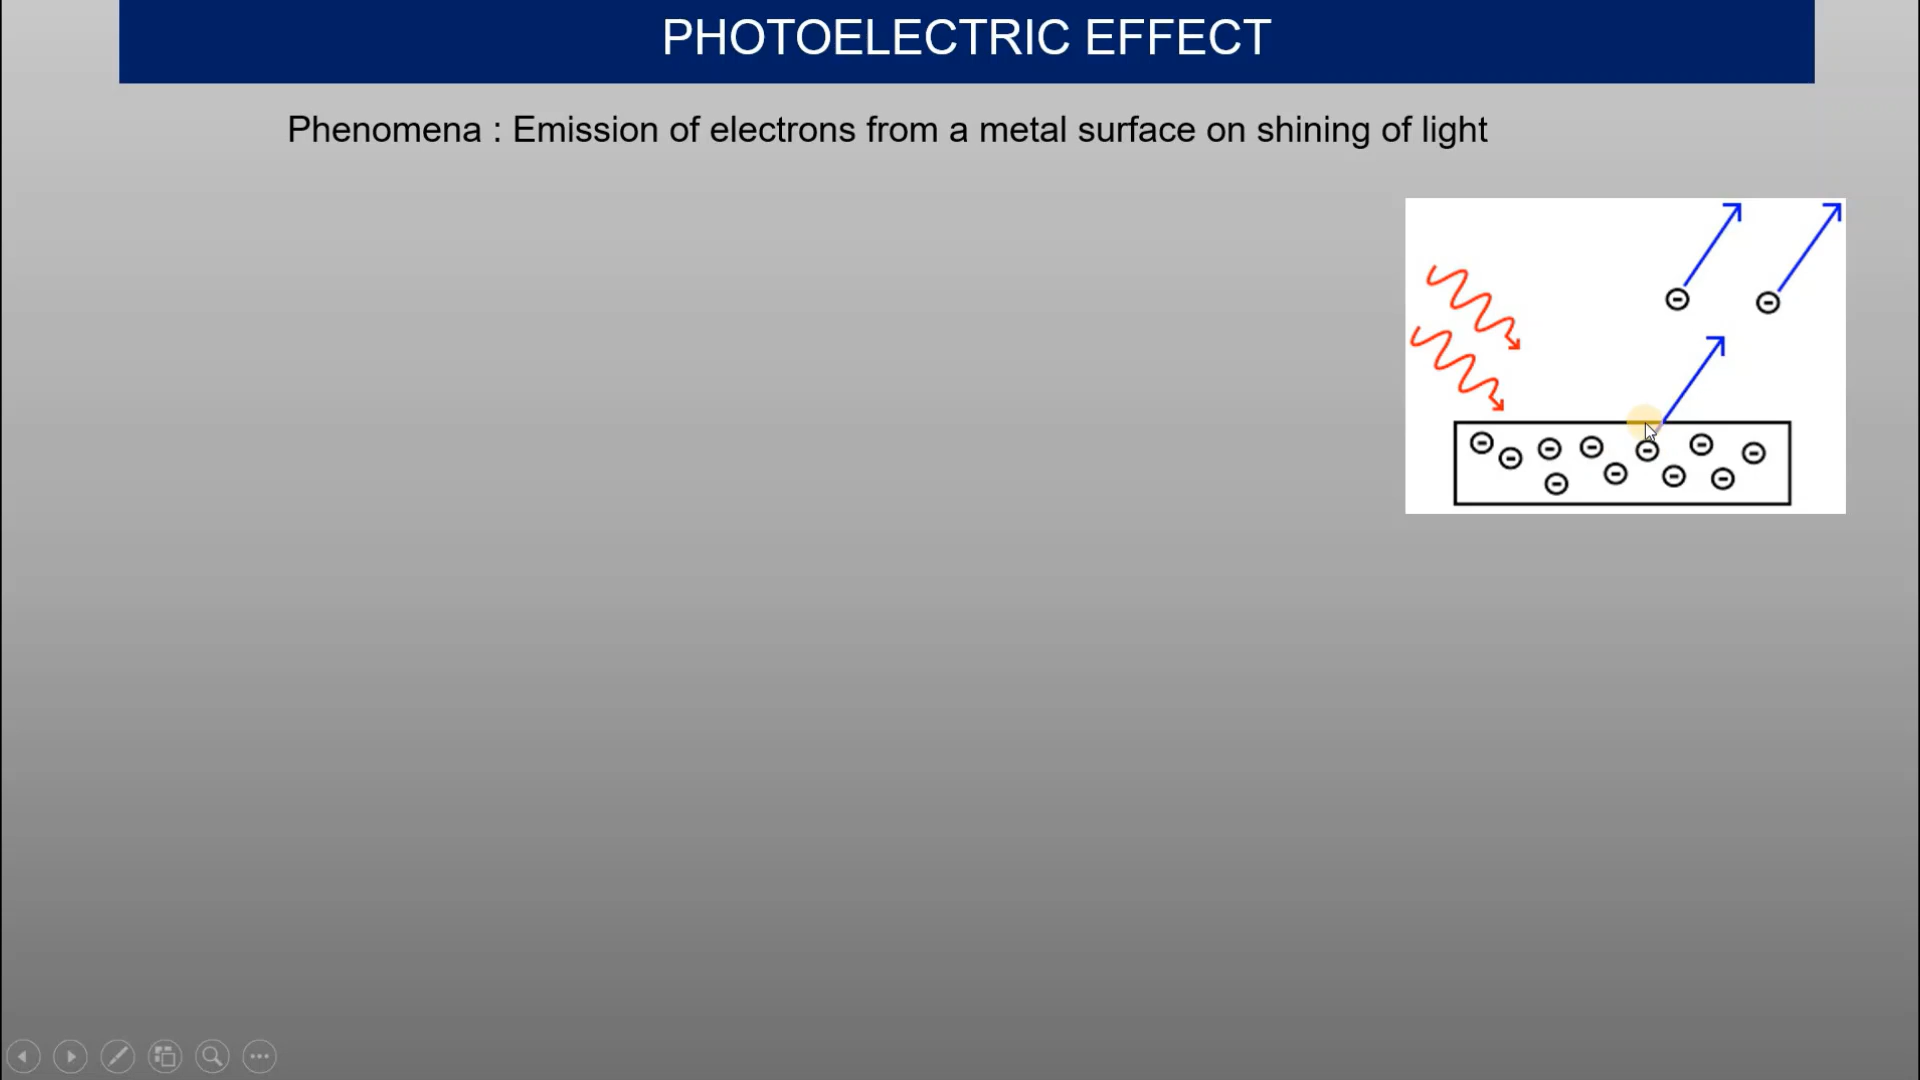 PHOTOELECTRIC EFFECT
Phenomena : Emission of electrons from a metal surface on shining of light